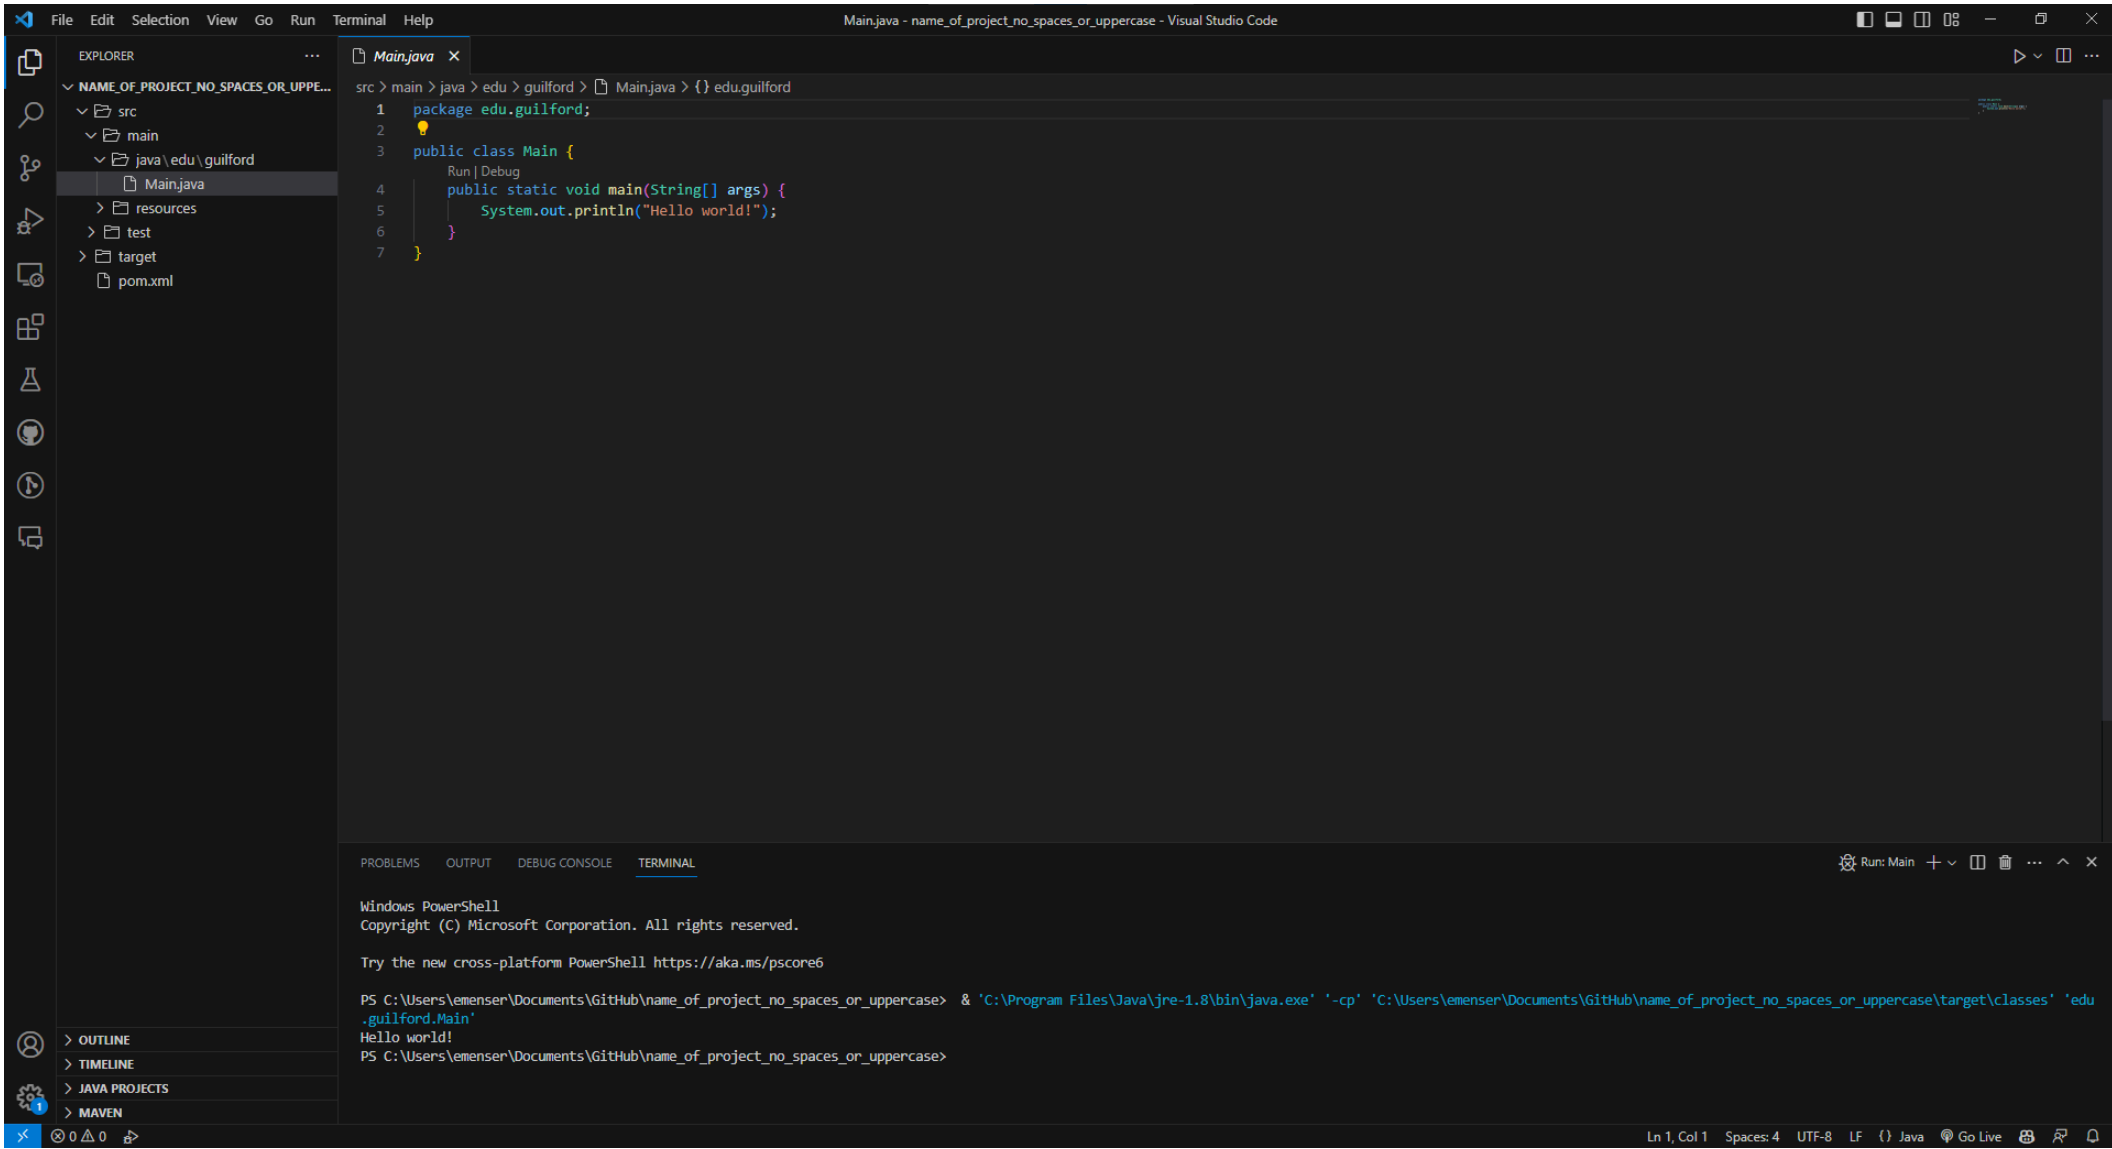 File Edit Selection View Go Run Terminal Help
Main.java - name_of_project_no_spaces_or_uppercase - Visual Studio Code
EXPLORER
NAME_OF_PROJECT_NO_SPACES_OR_UPPE...
src
main
java\edu\guilford
Main.java
resources
test
target
pom.xml
OUTLINE
TIMELINE
JAVA PROJECTS
MAVEN
Main.java
src > main > java > edu > guilford > Main.java > {} edu.guilford
1 package edu.guilford;
2
3 public class Main {
Run | Debug
4 public static void main(String[] args) {
5 System.out.println("Hello world!");
6 }
7 }
PROBLEMS OUTPUT DEBUG CONSOLE TERMINAL
Run: Main
Windows PowerShell
Copyright (C) Microsoft Corporation. All rights reserved.
Try the new cross-platform PowerShell https://aka.ms/pscore6
PS C:\Users\emenser\Documents\GitHub\name_of_project_no_spaces_or_uppercase> & 'C:\Program Files\Java\jre-1.8\bin\java.exe' '-cp' 'C:\Users\emenser\Documents\GitHub\name_of_project_no_spaces_or_uppercase\target\classes' 'edu
.guilford.Main'
Hello world!
PS C:\Users\emenser\Documents\GitHub\name_of_project_no_spaces_or_uppercase>
1
0 0
Ln 1, Col 1 Spaces: 4 UTF-8 LF {} Java Go Live